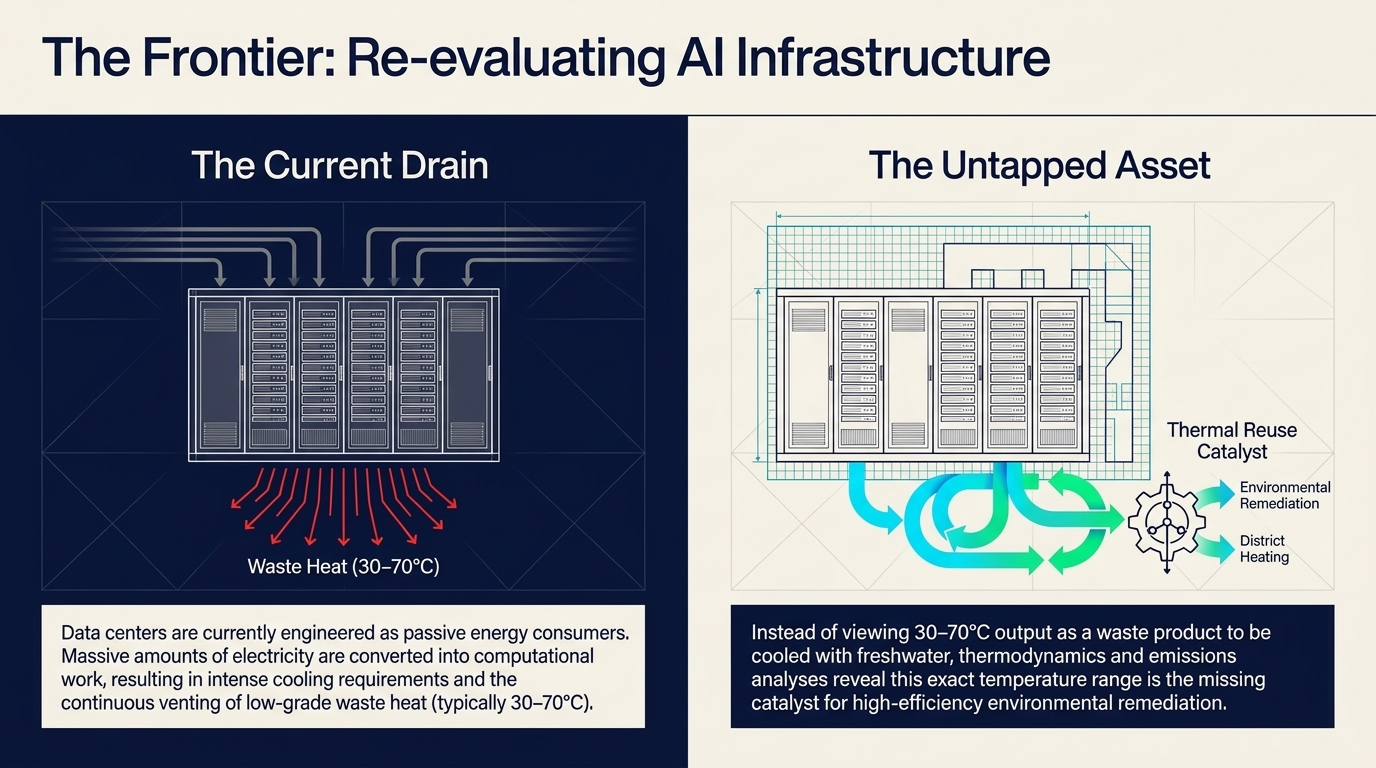 The Frontier: Re-evaluating AI Infrastructure
The Current Drain
Waste Heat (30–70°C)
Data centers are currently engineered as passive energy consumers.
Massive amounts of electricity are converted into computational
work, resulting in intense cooling requirements and the
continuous venting of low-grade waste heat (typically 30–70°C).
The Untapped Asset
Thermal Reuse
Catalyst
Environmental
Remediation
District
Heating
Instead of viewing 30–70°C output as a waste product to be
cooled with freshwater, thermodynamics and emissions
analyses reveal this exact temperature range is the missing
catalyst for high-efficiency environmental remediation.